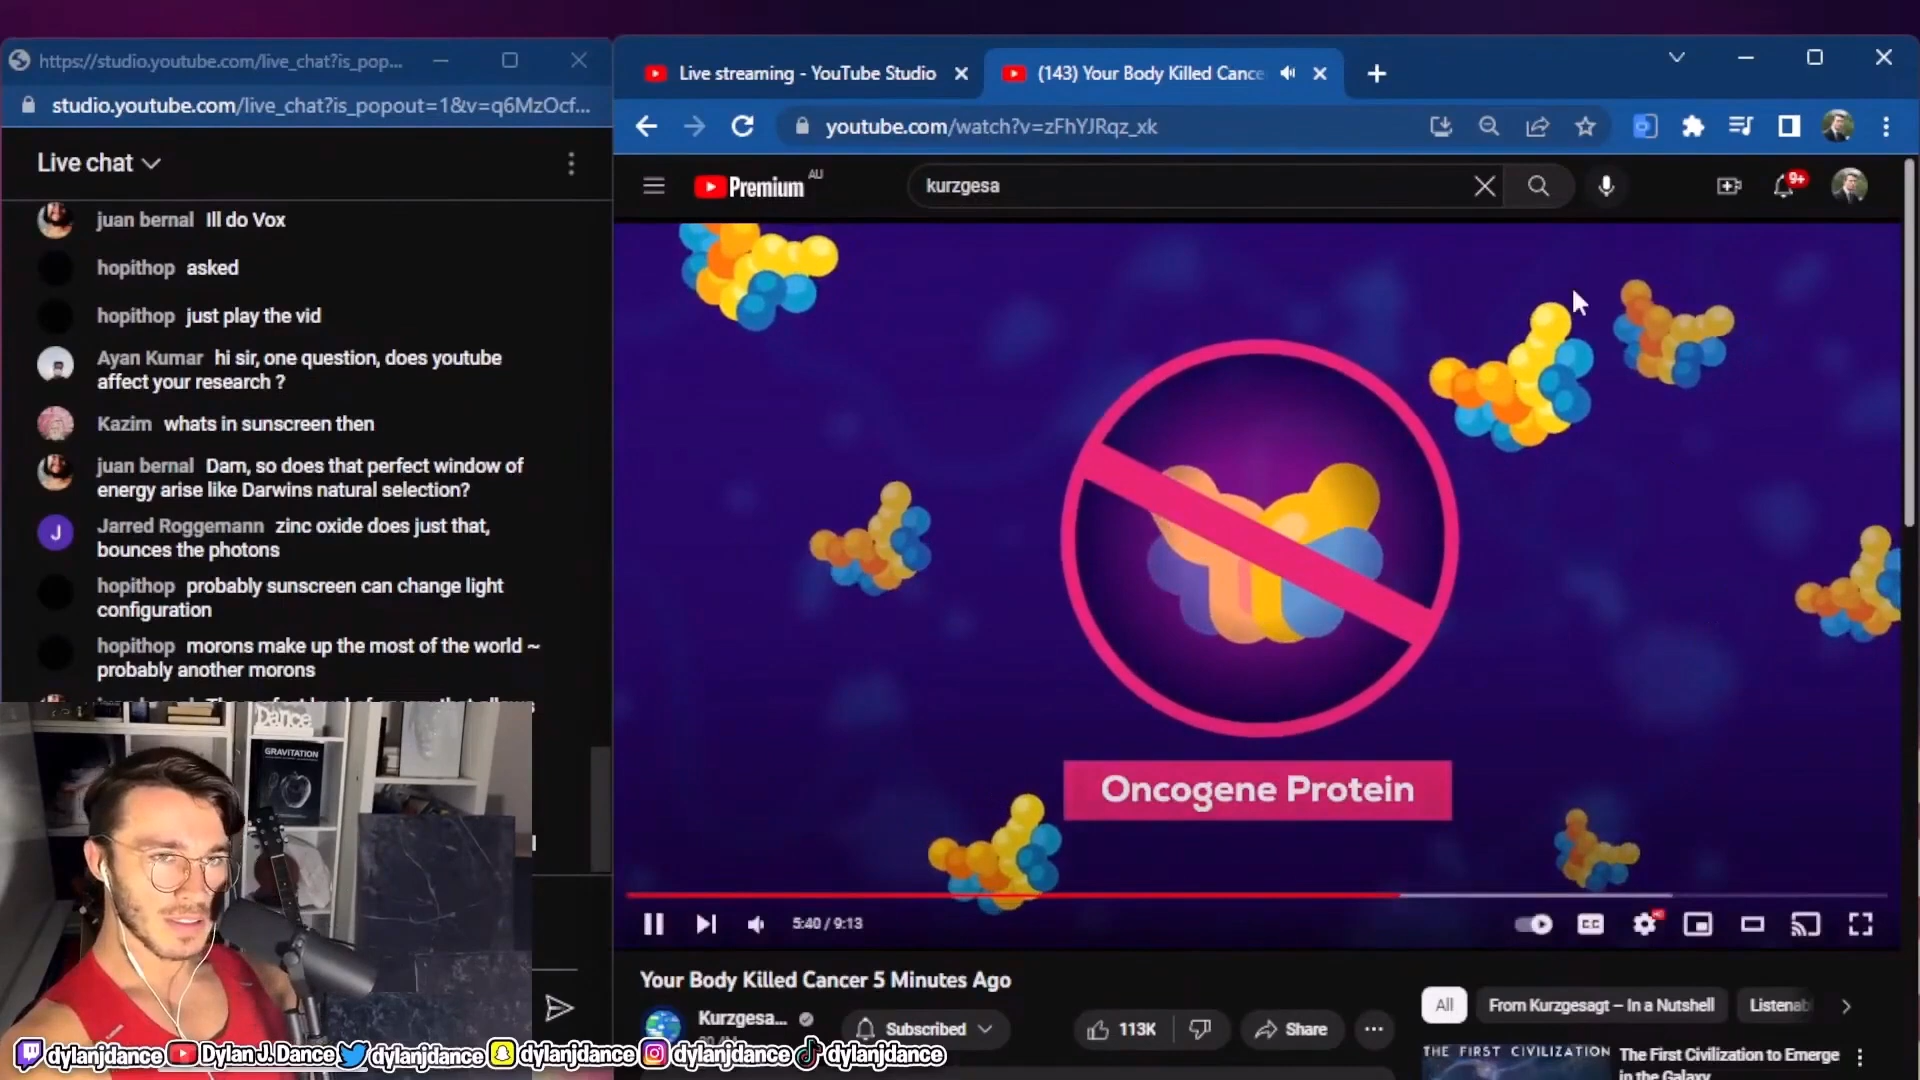 https://studio.youtube.com/live_chat?is_pop...
studio.youtube.com/live_chat?is_popout=1&v=q6MzOcf...
Live chat
juan bernal Ill do Vox
hopithop asked
hopithop just play the vid
Ayan Kumar hi sir, one question, does youtube
affect your research ?
Kazim whats in sunscreen then
juan bernal Dam, so does that perfect window of
energy arise like Darwins natural selection?
Jarred Roggemann zinc oxide does just that,
bounces the photons
hopithop probably sunscreen can change light
configuration
hopithop morons make up the most of the world ~
probably another morons
J
Dance
GRAVITATION
Live streaming - YouTube Studio
(143) Your Body Killed Cance
youtube.com/watch?v=zFhYJRqz_xk
Premium AU
kurzgesa
9+
Oncogene Protein
5:40 / 9:13
CC
HD
Your Body Killed Cancer 5 Minutes Ago
Kurzgesa...
Subscribed
113K
Share
All
From Kurzgesagt – In a Nutshell
Listenab
THE FIRST CIVILIZATION
The First Civilization to Emerge
in the Galaxy
dylanjdance Dylan J. Dance dylanjdance dylanjdance dylanjdance dylanjdance